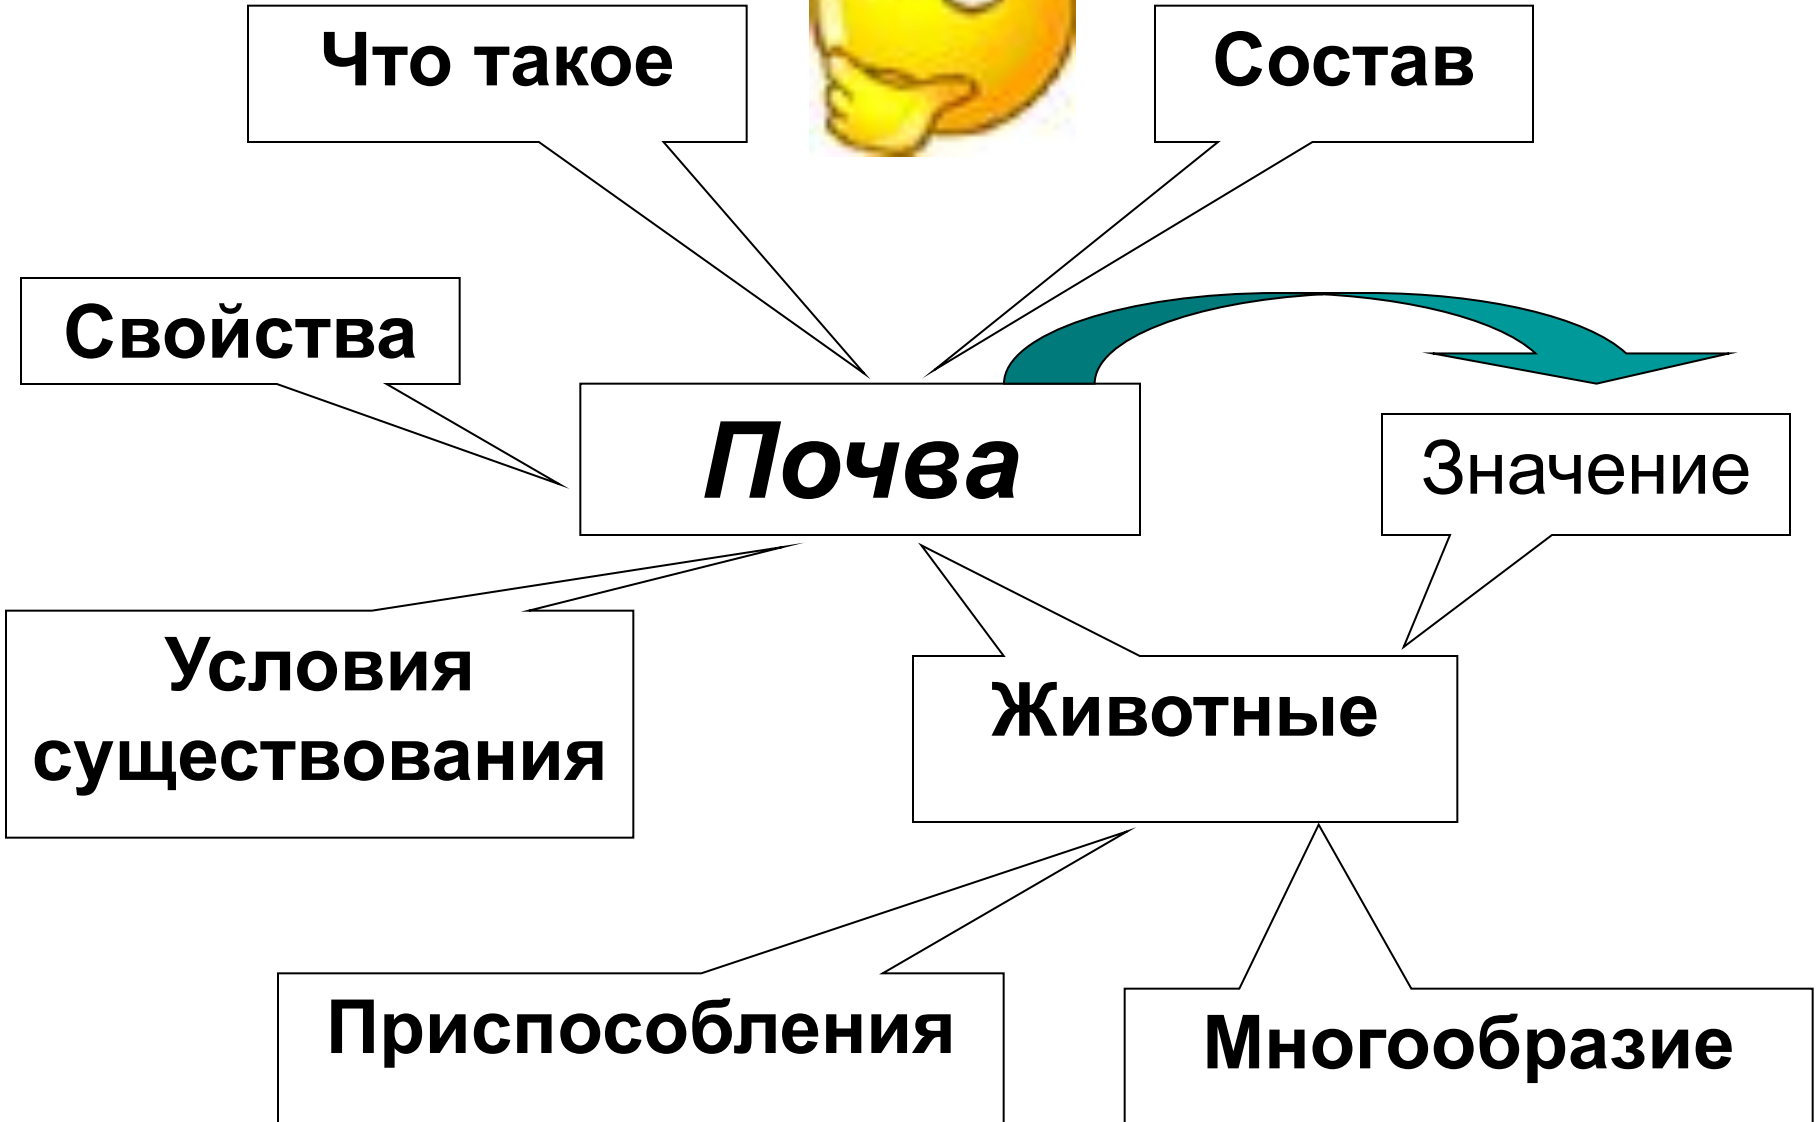 Что такое
Состав
Свойства
Почва
Значение
Условия
существования
Животные
Приспособления
Многообразие